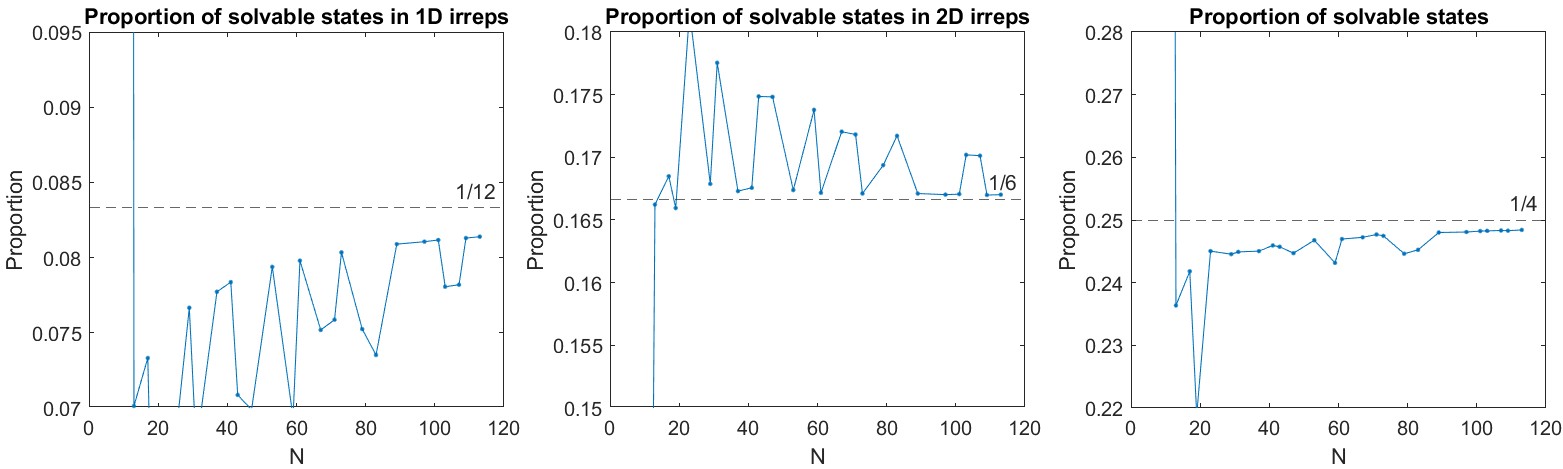 Proportion of solvable states in 1D irreps
0.095
0.09
0.085
0.08
0.075
0.07
Proportion
1/12
0 20 40 60 80 100 120
N
Proportion of solvable states in 2D irreps
0.18
0.175
0.17
0.165
0.16
0.155
0.15
Proportion
1/6
0 20 40 60 80 100 120
N
Proportion of solvable states
0.28
0.27
0.26
0.25
0.24
0.23
0.22
Proportion
1/4
0 20 40 60 80 100 120
N